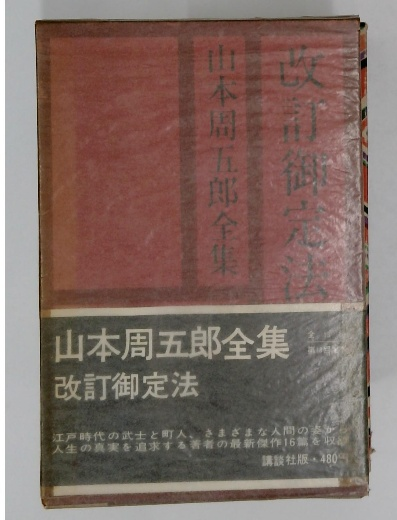 改訂御定法
山本周五郎全集
山本周五郎全集
改訂御定法
江戸時代の武士と町人、さまざまな人間の姿が
人生の真実を追求する著者の最新傑作16篇を収
講談社版・480